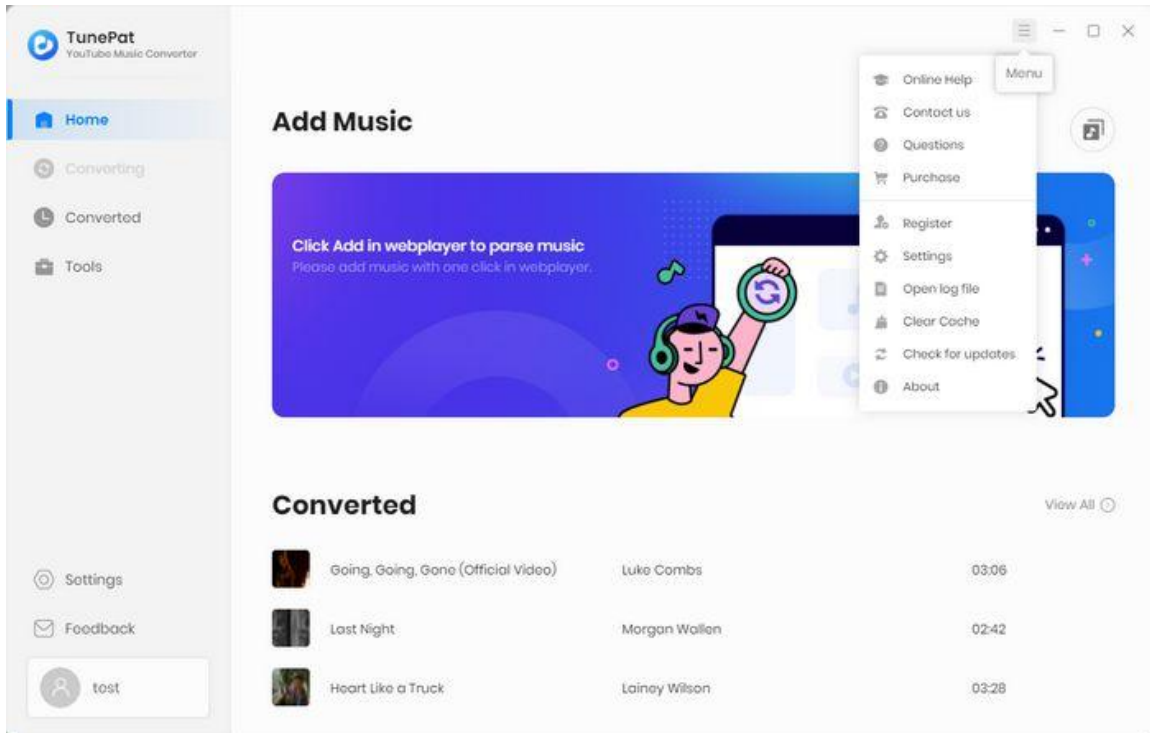 TunePat
YouTube Music Converter
Home
Converting
Converted
Tools
Settings
Feedback
test
Menu
Online Help
Contact us
Questions
Purchase
Register
Settings
Open log file
Clear Cache
Check for updates
About
Add Music
Click Add in webplayer to parse music
Please add music with one click in webplayer.
Converted
View All
Going, Going, Gone (Official Video) Luke Combs 03:06
Last Night Morgan Wallen 02:42
Heart Like a Truck Lainey Wilson 03:28